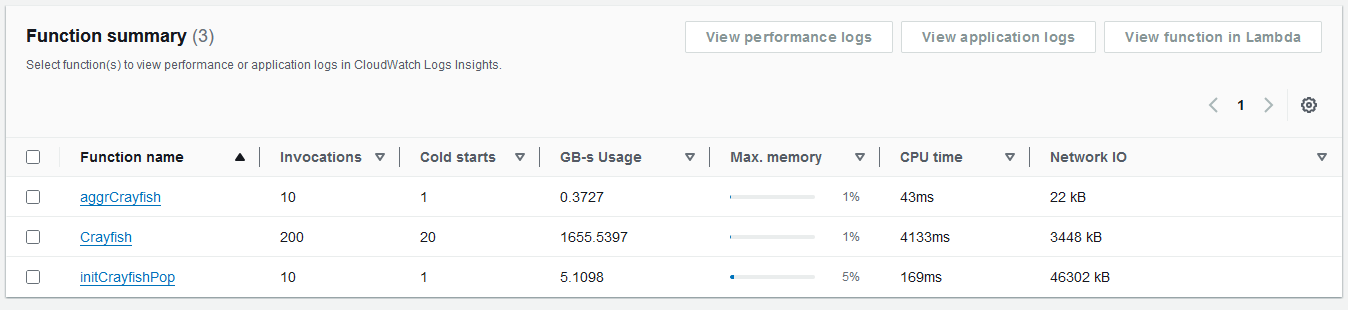 Function summary (3)
View performance logs
View application logs
View function in Lambda
Select function(s) to view performance or application logs in CloudWatch Logs Insights.
1
Function name Invocations Cold starts GB-s Usage Max. memory CPU time Network IO
aggrCrayfish 10 1 0.3727 1% 43ms 22 kB
Crayfish 200 20 1655.5397 1% 4133ms 3448 kB
initCrayfishPop 10 1 5.1098 5% 169ms 46302 kB